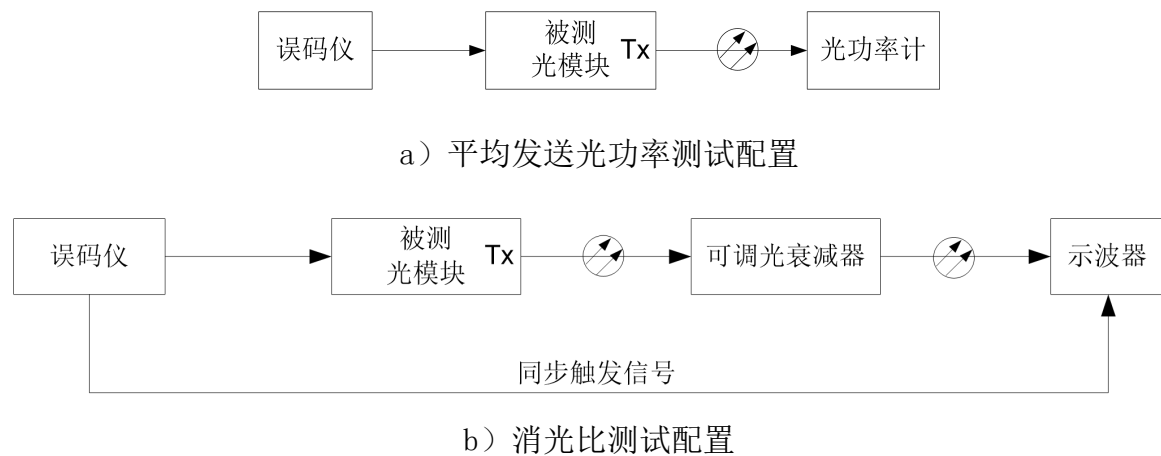 误码仪
被测
光模块
Tx
光功率计
a）平均发送光功率测试配置
误码仪
被测
光模块
Tx
可调光衰减器
示波器
同步触发信号
b）消光比测试配置